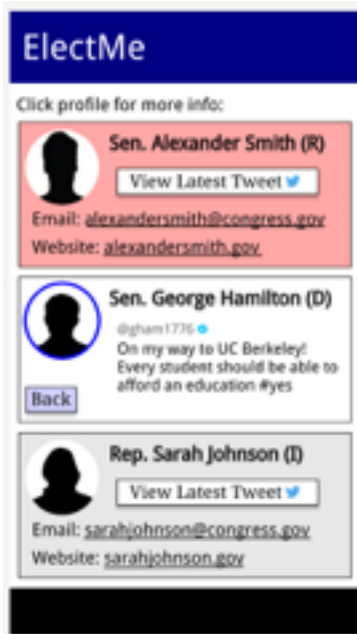 ElectMe
Click profile for more info:
Sen. Alexander Smith (R)
View Latest Tweet
Email: alexandersmith@congress.gov
Website: alexandersmith.gov
Sen. George Hamilton (D)
@gham1776
On my way to UC Berkeley!
Every student should be able to
afford an education #yes
Back
Rep. Sarah Johnson (I)
View Latest Tweet
Email: sarahjohnson@congress.gov
Website: sarahjohnson.gov